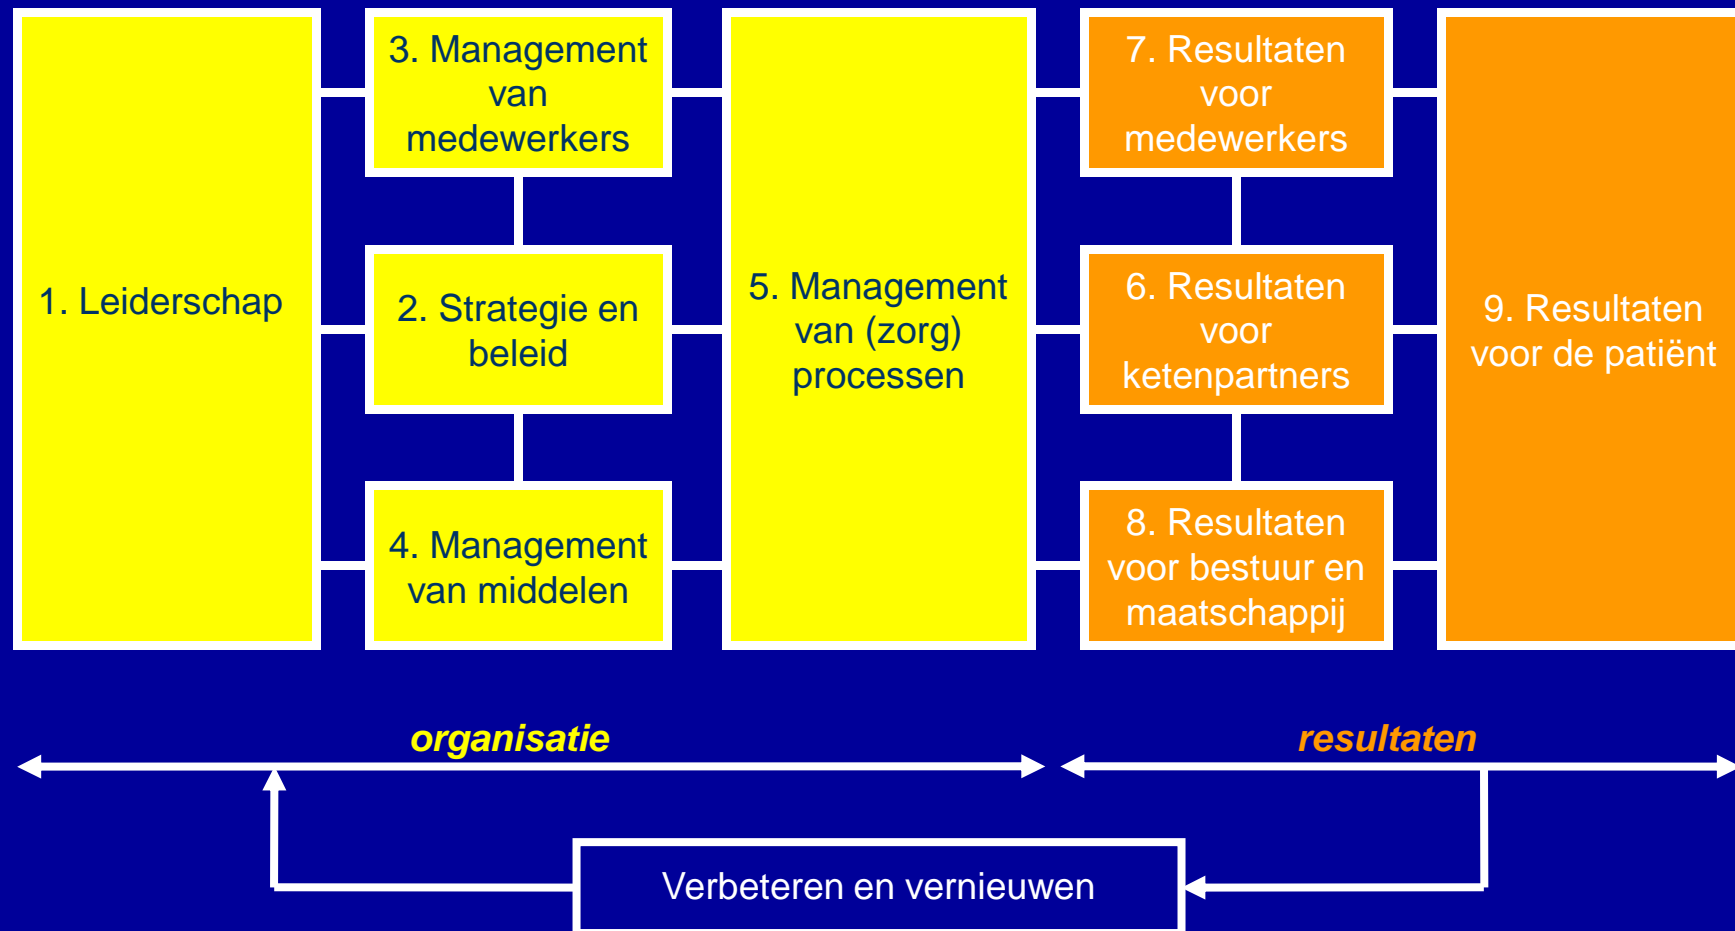 1. Leiderschap
3. Management
van
medewerkers
2. Strategie en
beleid
4. Management
van middelen
5. Management
van (zorg)
processen
7. Resultaten
voor
medewerkers
6. Resultaten
voor
ketenpartners
8. Resultaten
voor bestuur en
maatschappij
9. Resultaten
voor de patiënt
organisatie
resultaten
Verbeteren en vernieuwen